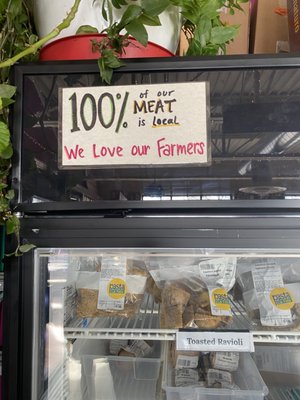 100% of our
MEAT
is local
We Love our Farmers
Toasted Ravioli